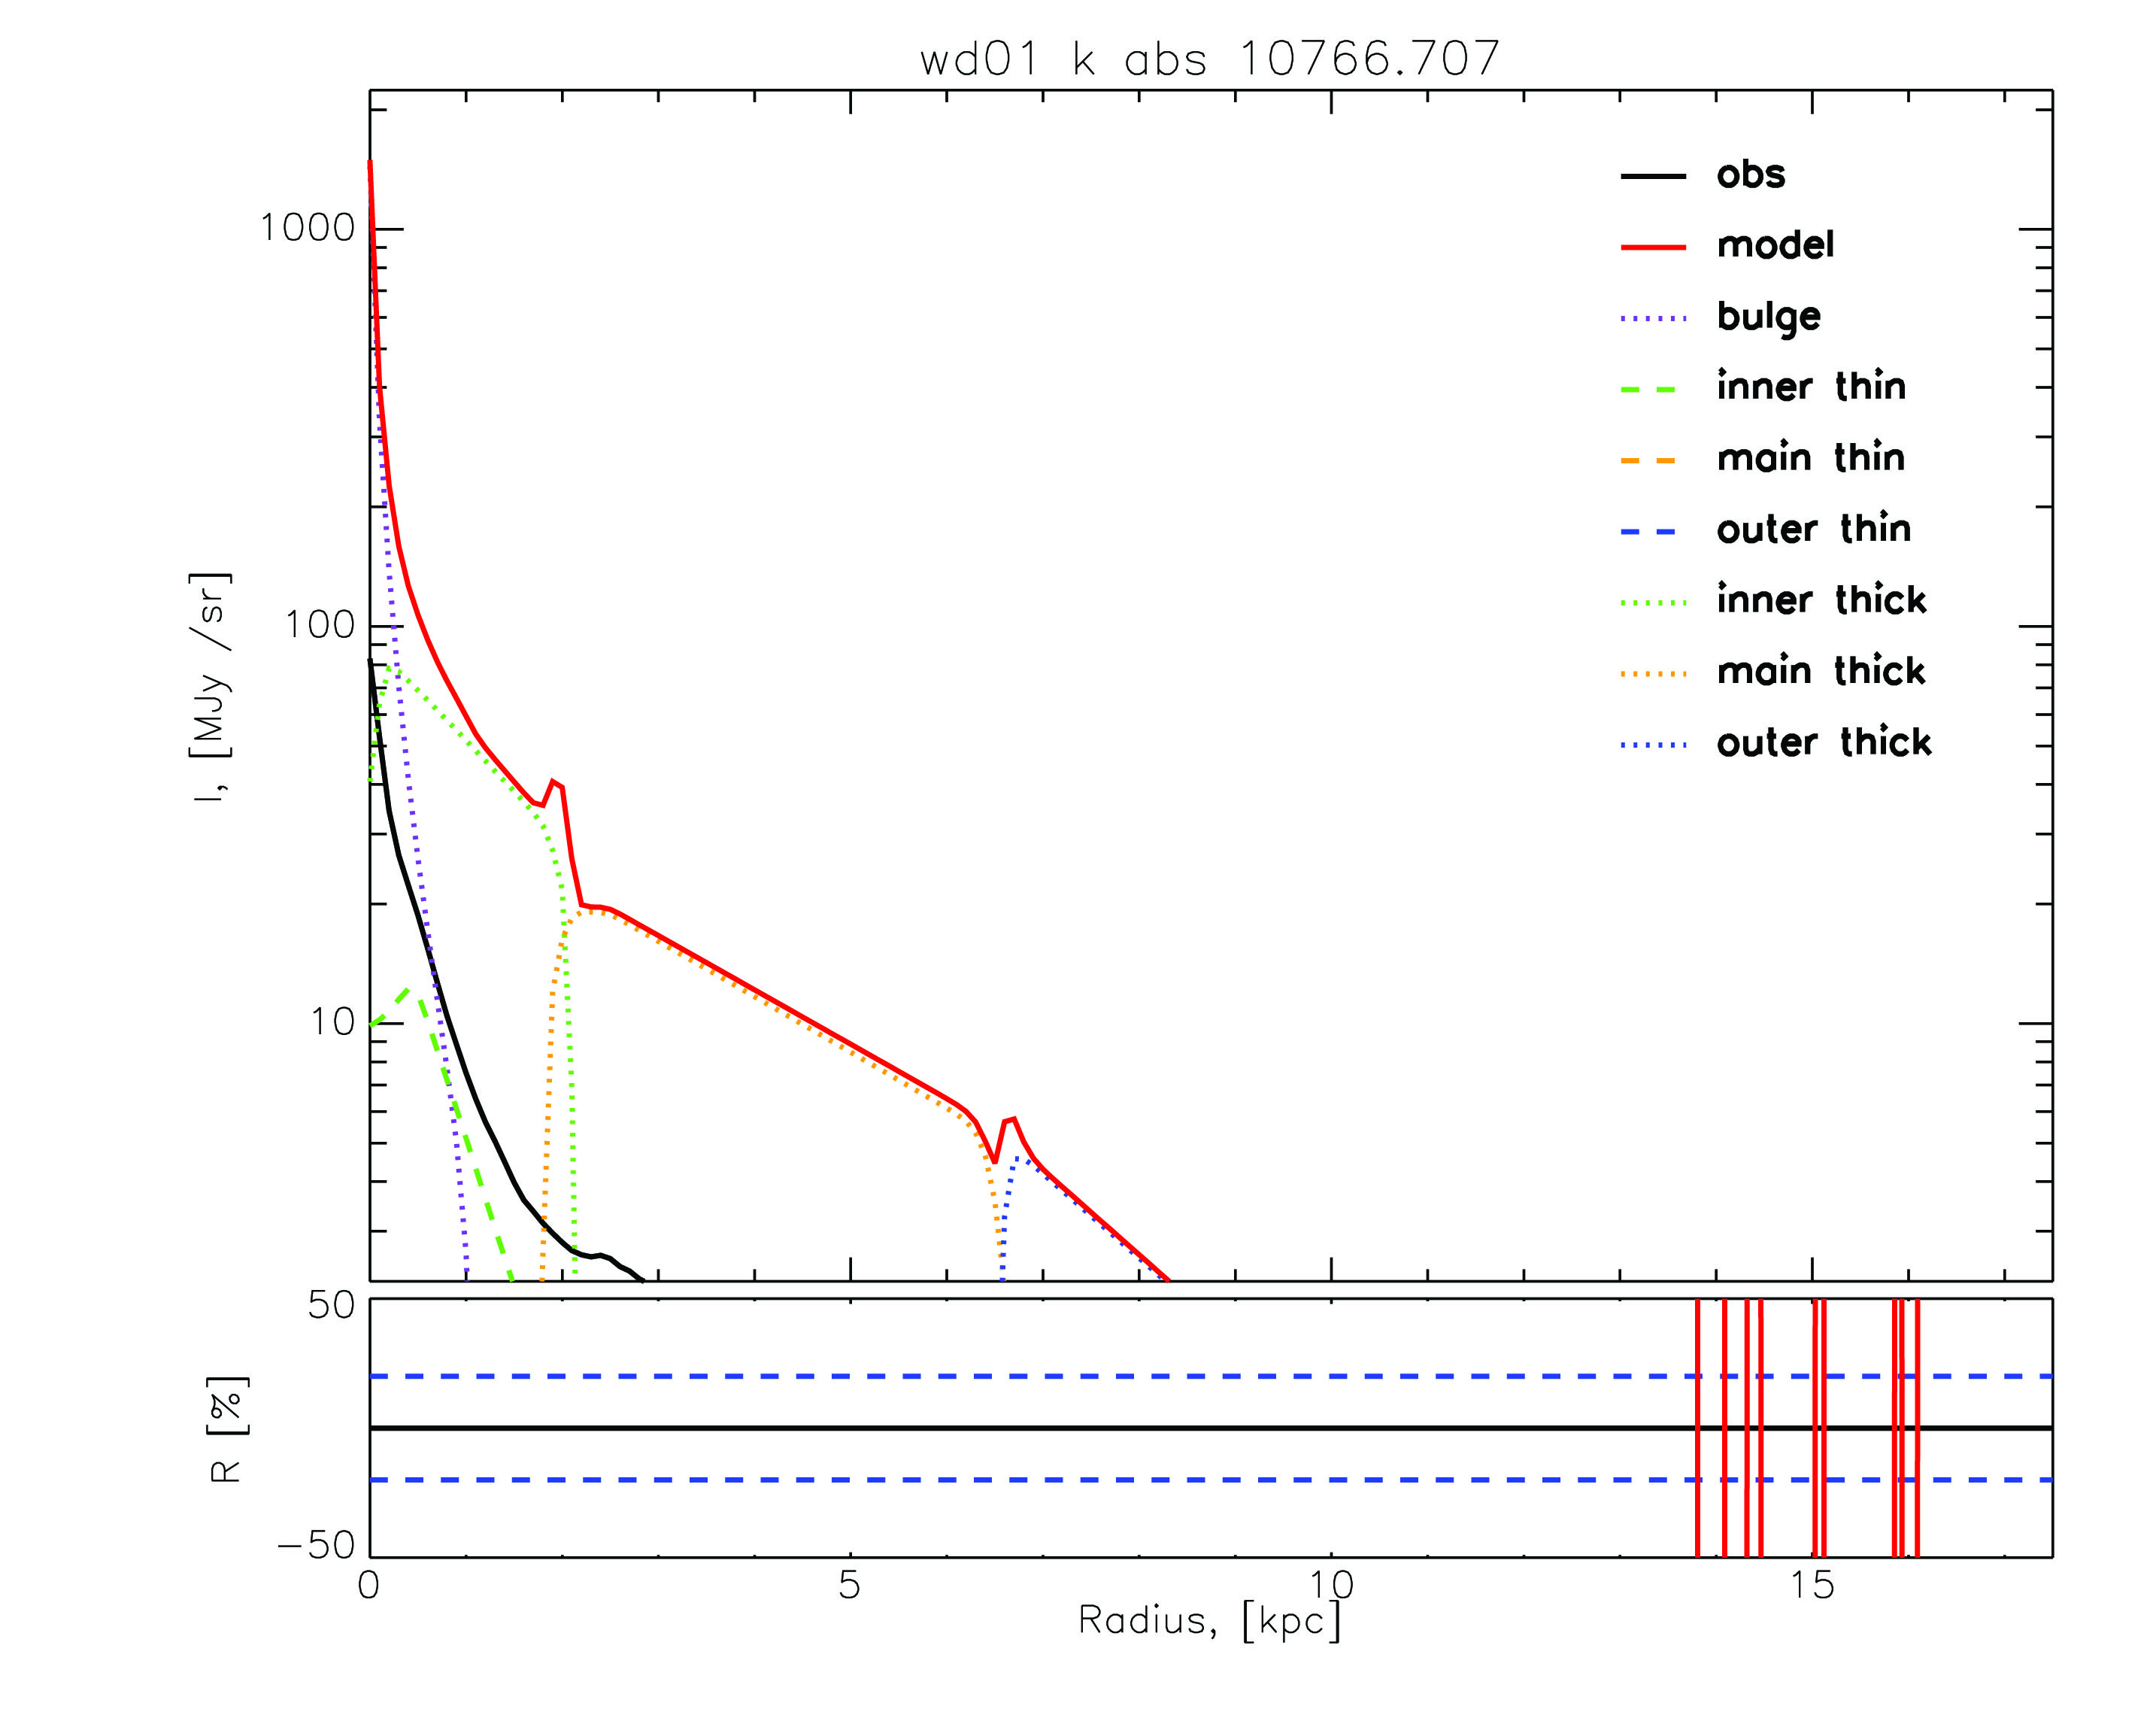 wd01 k abs 10766.707
1000
100
10
I, [MJy /sr]
obs
model
bulge
inner thin
main thin
outer thin
inner thick
main thick
outer thick
50
-50
R [%]
0 5 10 15
Radius, [kpc]